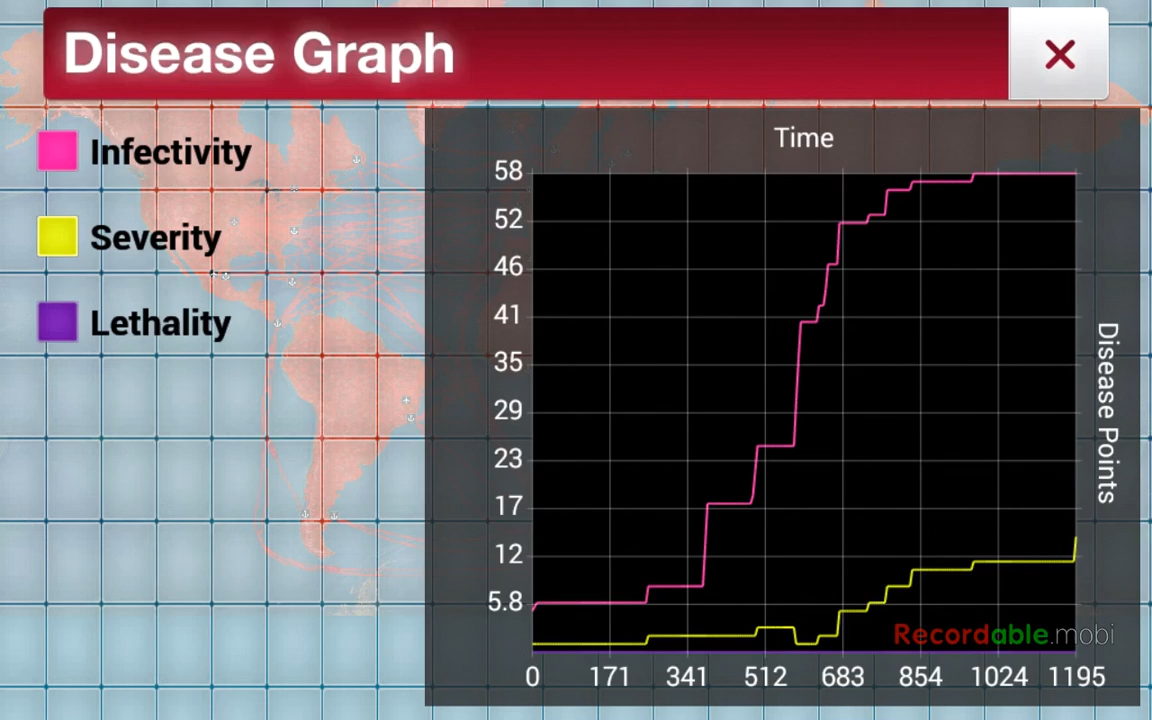 Disease Graph
×
Infectivity
Severity
Lethality
Time
58
52
46
41
35
29
23
17
12
5.8
0 171 341 512 683 854 1024 1195
Disease Points
Recordable.mobi